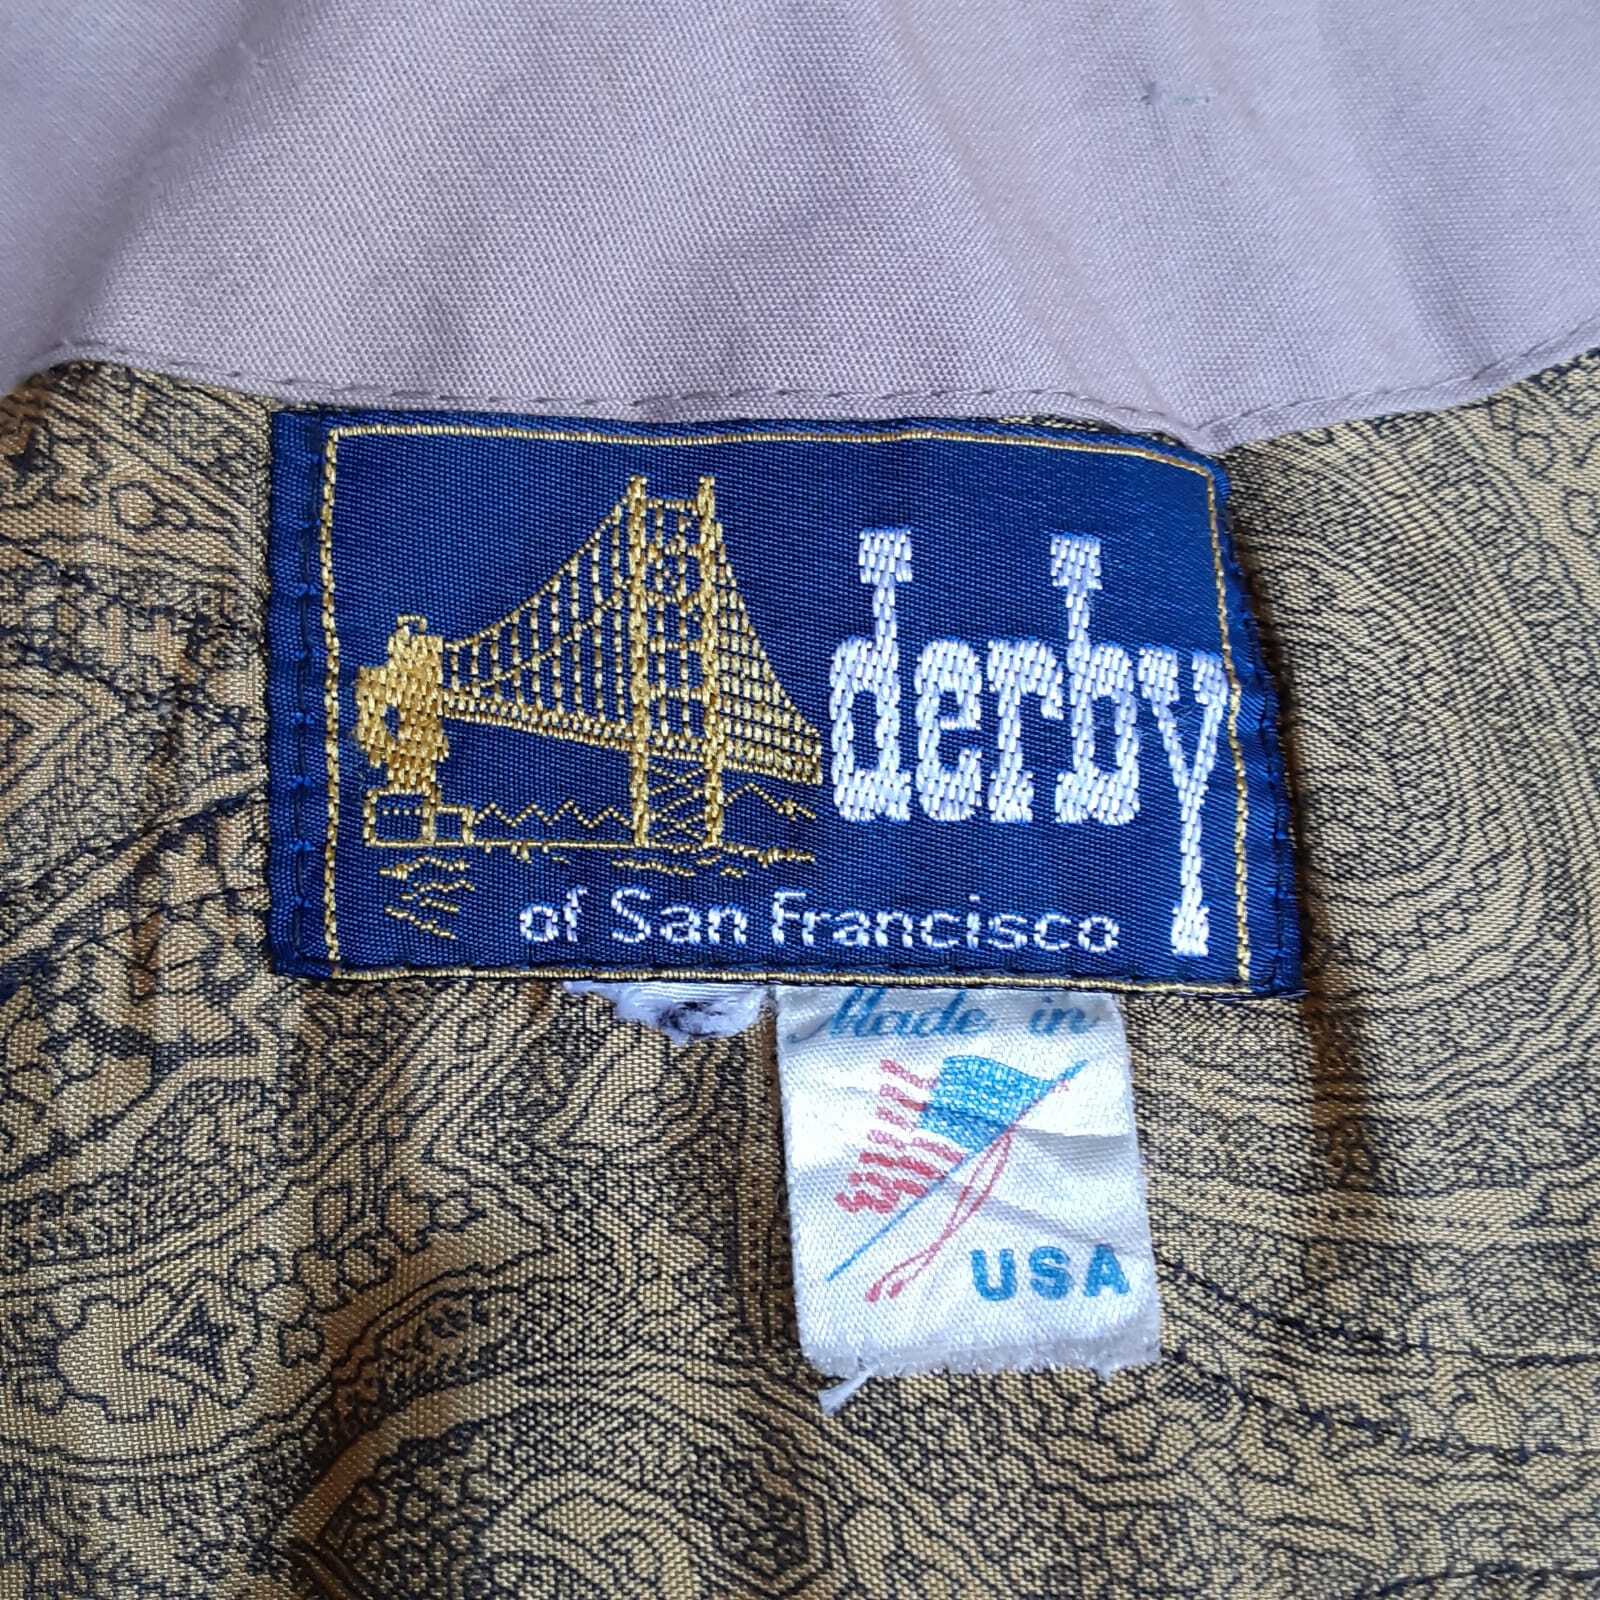 derby
of San Francisco
Made in
USA